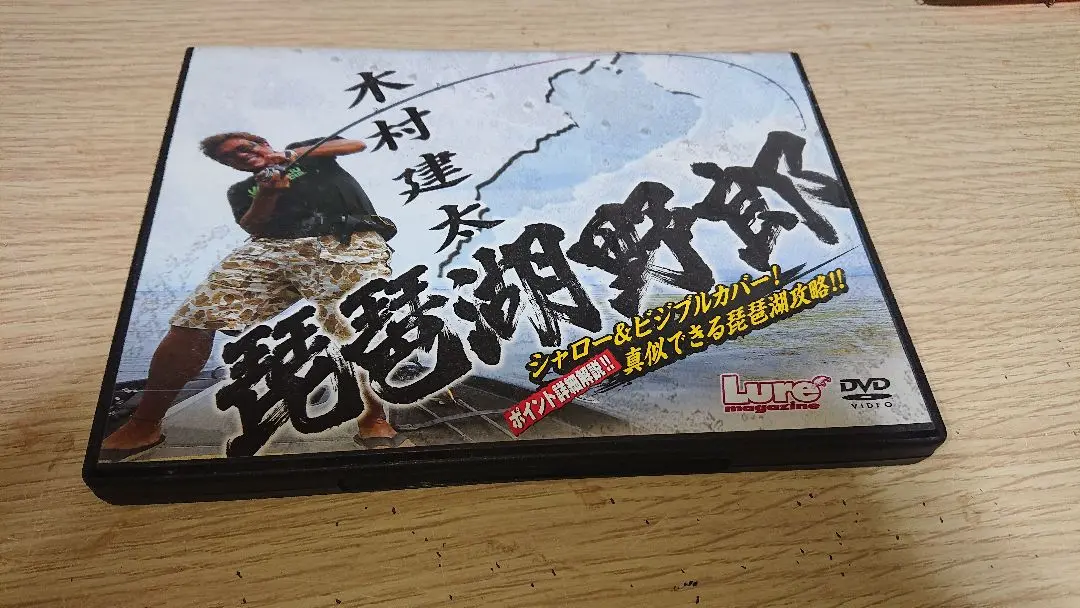 木村建太
琵琶湖野郎
シャロー&ビジブルカバー!
真似できる琵琶湖攻略!!
ポイント詳細解説!!
Lure
magazine
DVD
VIDEO